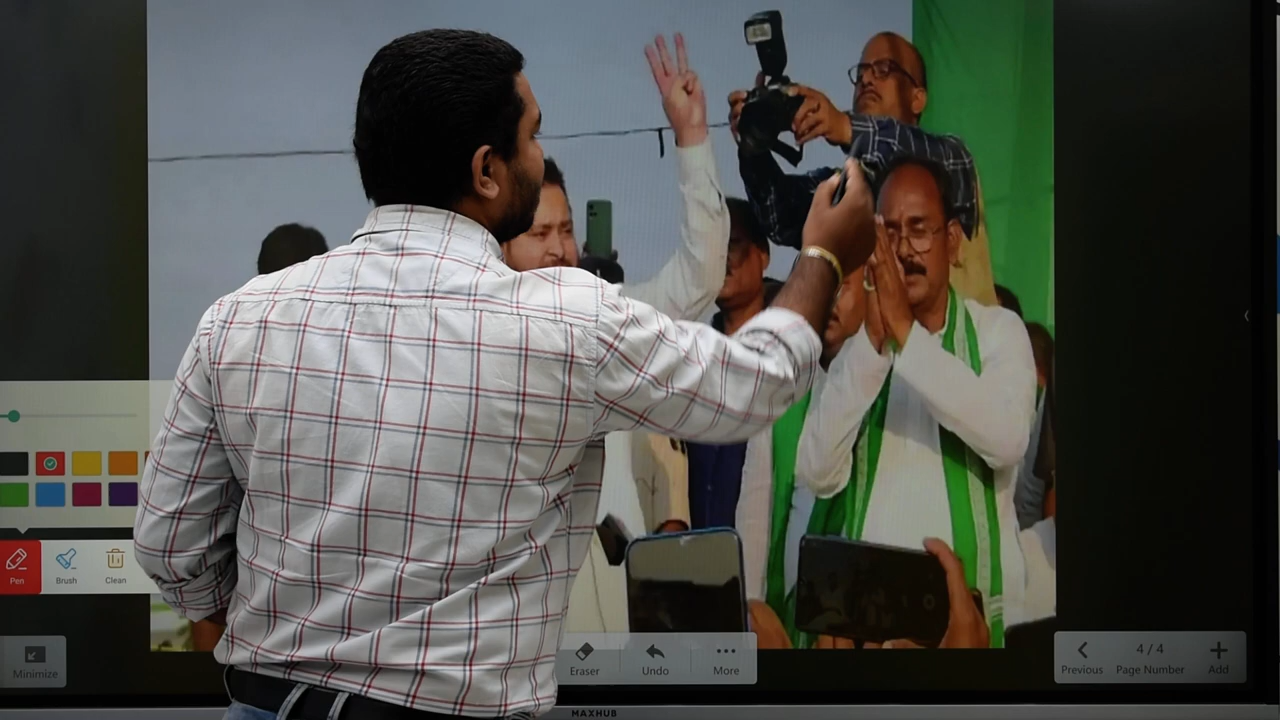 Pen
Brush
Clean
Minimize
Eraser
Undo
More
Previous
4 / 4
Page Number
Add
MAXHUB